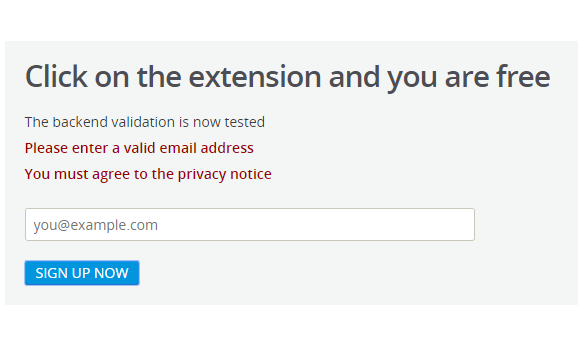 Click on the extension and you are free
The backend validation is now tested
Please enter a valid email address
You must agree to the privacy notice
you@example.com
SIGN UP NOW